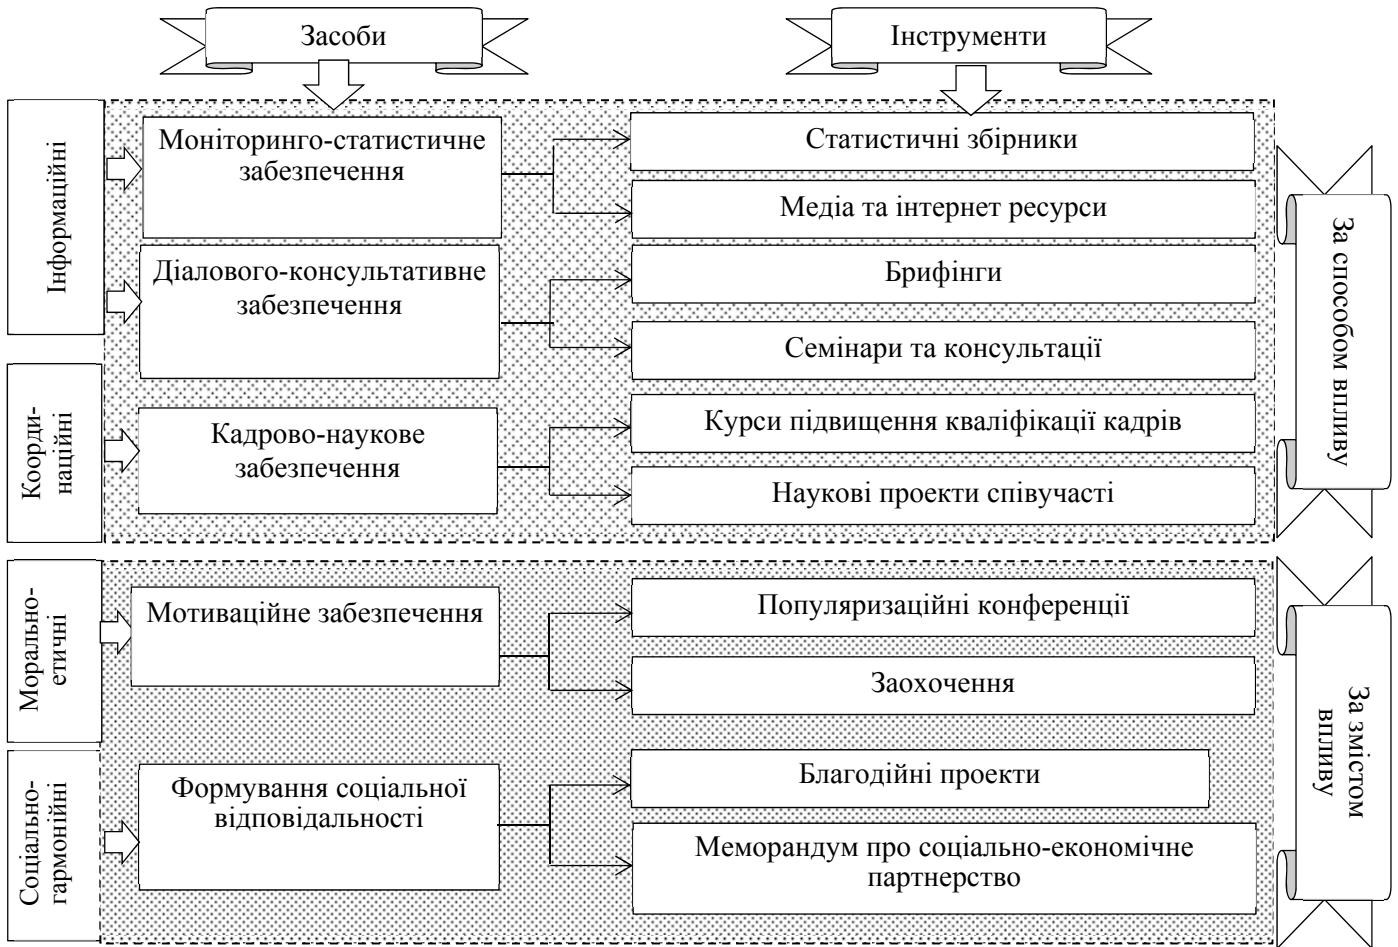 Засоби
Інструменти
Інформаційні
Моніторинго-статистичне
забезпечення
Статистичні збірники
Медіа та інтернет ресурси
Діалового-консультативне
забезпечення
Брифінги
Семінари та консультації
Коорди-
наційні
Кадрово-наукове
забезпечення
Курси підвищення кваліфікації кадрів
Наукові проекти співучасті
За способом впливу
Морально-
етичні
Мотиваційне забезпечення
Популяризаційні конференції
Заохочення
Соціально-
гармонійні
Формування соціальної
відповідальності
Благодійні проекти
Меморандум про соціально-економічне
партнерство
За змістом
впливу